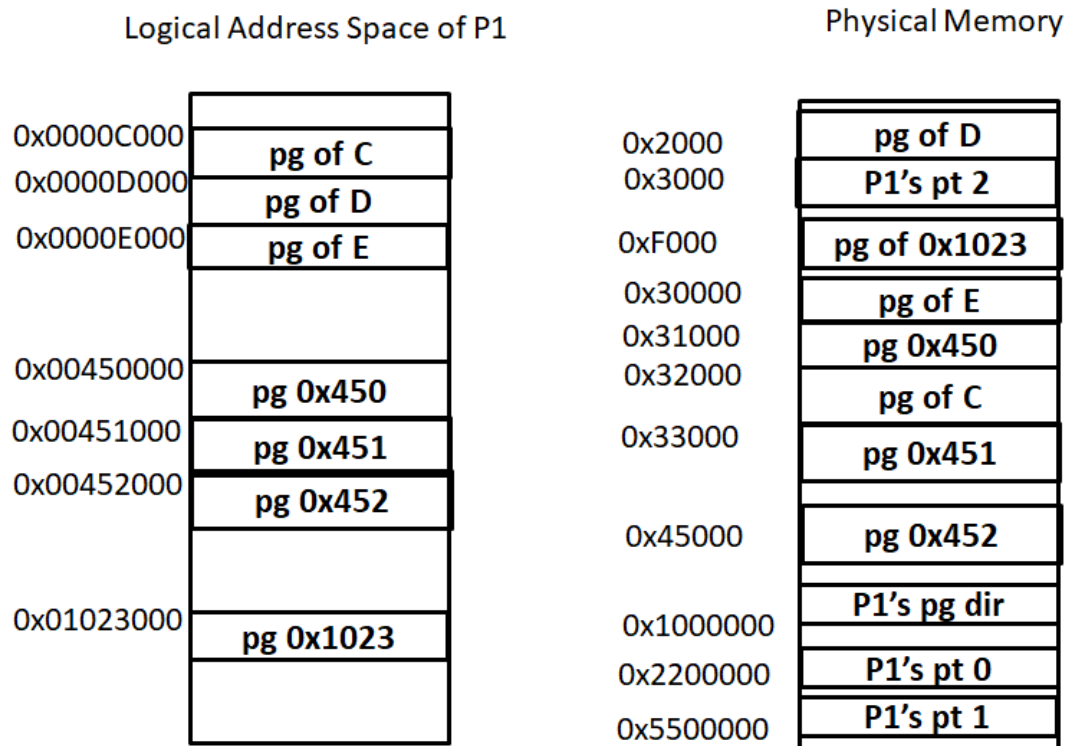 Logical Address Space of P1
0x0000C000
pg of C
0x0000D000
pg of D
0x0000E000
pg of E
0x00450000
pg 0x450
0x00451000
pg 0x451
0x00452000
pg 0x452
0x01023000
pg 0x1023
Physical Memory
pg of D
0x2000
0x3000
P1's pt 2
0xF000
pg of 0x1023
0x30000
pg of E
0x31000
pg 0x450
0x32000
pg of C
0x33000
pg 0x451
0x45000
pg 0x452
P1's pg dir
0x1000000
P1's pt 0
0x2200000
P1's pt 1
0x5500000